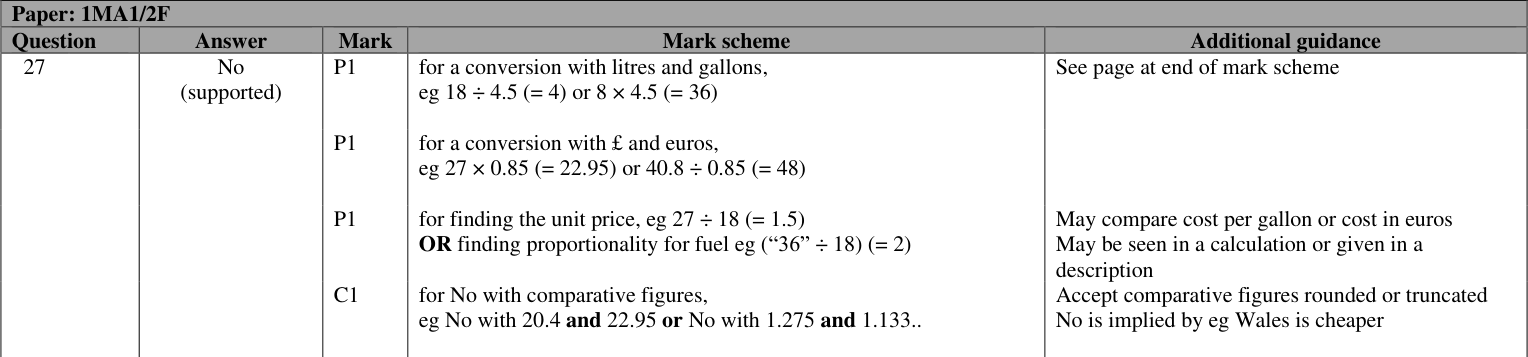 Paper: 1MA1/2F
Question Answer Mark Mark scheme Additional guidance
27 No P1 for a conversion with litres and gallons, See page at end of mark scheme
(supported) eg 18 ÷ 4.5 (= 4) or 8 × 4.5 (= 36)
P1 for a conversion with £ and euros,
eg 27 × 0.85 (= 22.95) or 40.8 ÷ 0.85 (= 48)
P1 for finding the unit price, eg 27 ÷ 18 (= 1.5) May compare cost per gallon or cost in euros
OR finding proportionality for fuel eg (“36” ÷ 18) (= 2) May be seen in a calculation or given in a
description
C1 for No with comparative figures, Accept comparative figures rounded or truncated
eg No with 20.4 and 22.95 or No with 1.275 and 1.133.. No is implied by eg Wales is cheaper